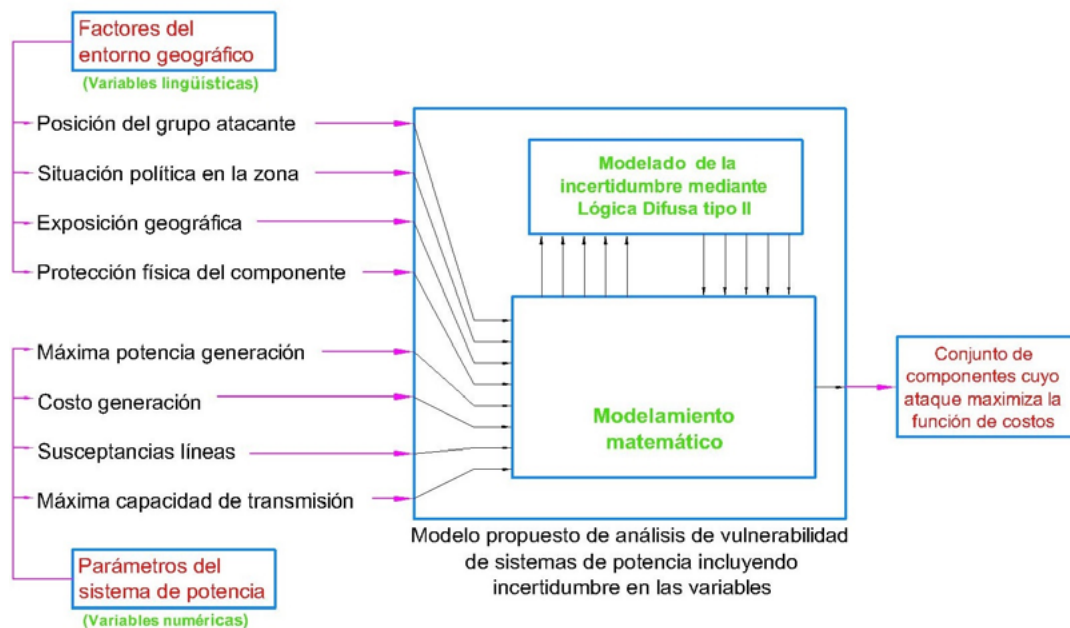 Factores del
entorno geográfico
(Variables lingüisticas)
Posición del grupo atacante
Situación política en la zona
Exposición geográfica
Protección física del componente
Máxima potencia generación
Costo generación
Susceptancias líneas
Máxima capacidad de transmisión
Parámetros del
sistema de potencia
(Variables numéricas)
Modelado de la
incertidumbre mediante
Lógica Difusa tipo II
Modelamiento
matemático
Modelo propuesto de análisis de vulnerabilidad
de sistemas de potencia incluyendo
incertidumbre en las variables
Conjunto de
componentes cuyo
ataque maximiza la
función de costos